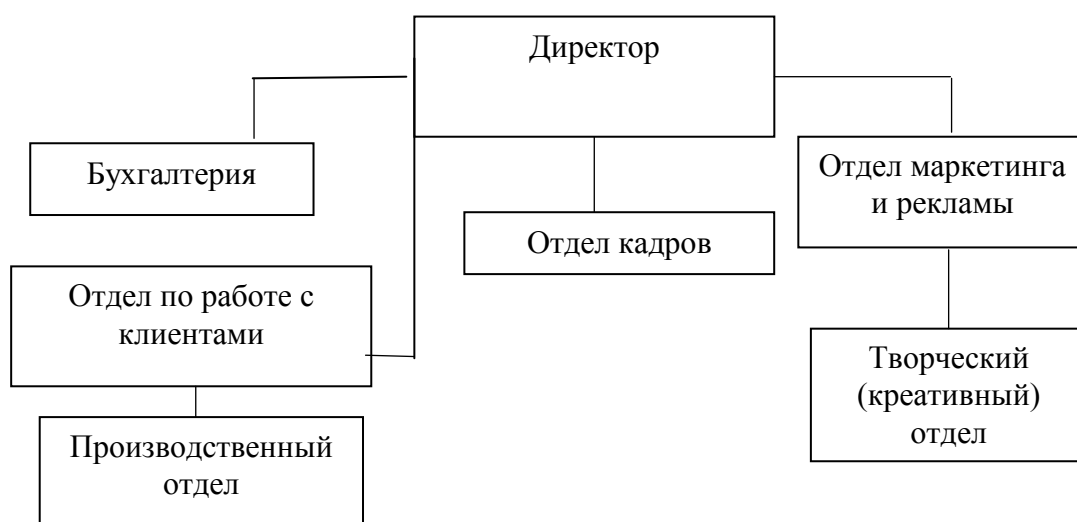 Директор
Бухгалтерия
Отдел маркетинга
и рекламы
Отдел кадров
Отдел по работе с
клиентами
Творческий
(креативный)
отдел
Производственный
отдел